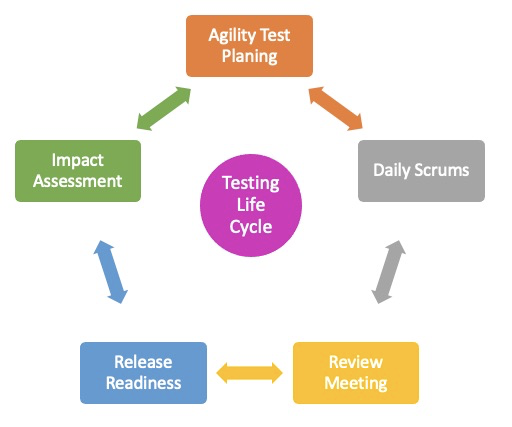 Agility Test
Planing
Impact
Assessment
Daily Scrums
Testing
Life
Cycle
Release
Readiness
Review
Meeting